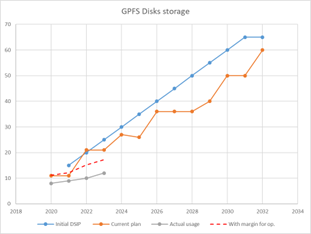 GPFS Disks storage
70
60
50
40
30
20
10
0
2018 2020 2022 2024 2026 2028 2030 2032 2034
Initial DSIP Current plan Actual usage With margin for op.